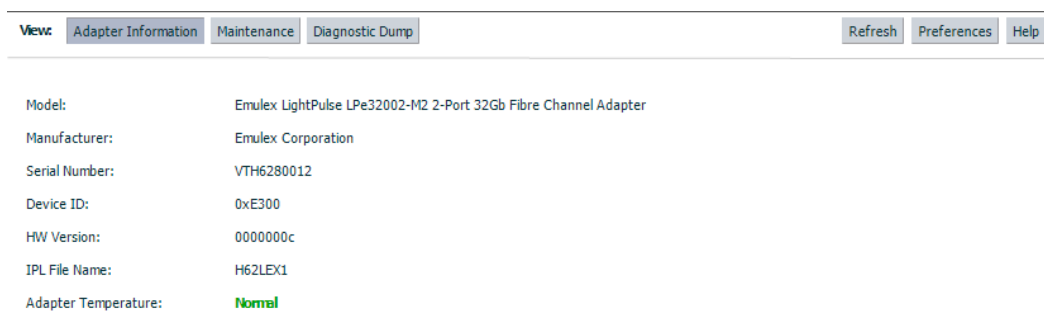 View: Adapter Information Maintenance Diagnostic Dump Refresh Preferences Help
Model: Emulex LightPulse LPe32002-M2 2-Port 32Gb Fibre Channel Adapter
Manufacturer: Emulex Corporation
Serial Number: VTH6280012
Device ID: 0xE300
HW Version: 0000000c
IPL File Name: H62LEX1
Adapter Temperature: Normal